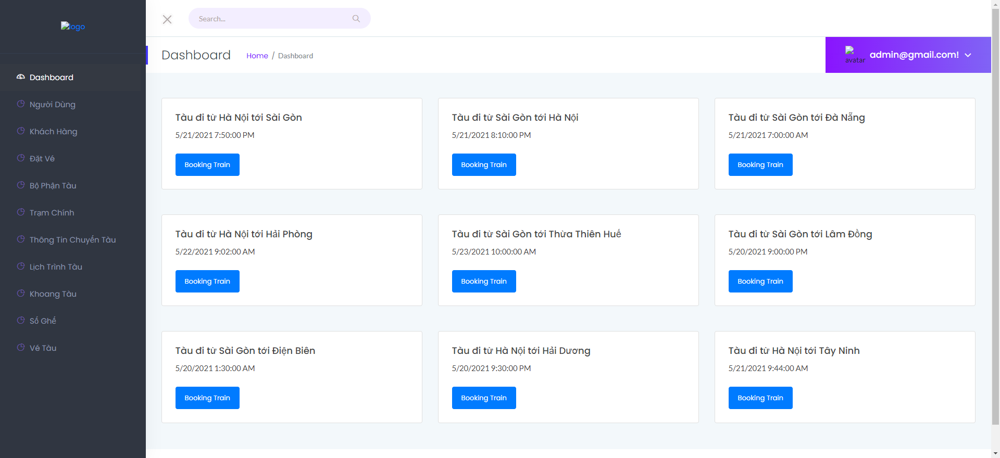 logo
Search...
Dashboard
Home / Dashboard
avatar
admin@gmail.com!
Dashboard
Người Dùng
Khách Hàng
Đặt Vé
Bộ Phận Tàu
Trạm Chính
Thông Tin Chuyến Tàu
Lịch Trình Tàu
Khoang Tàu
Số Ghế
Vé Tàu
Tàu đi từ Hà Nội tới Sài Gòn
5/21/2021 7:50:00 PM
Booking Train
Tàu đi từ Sài Gòn tới Hà Nội
5/21/2021 8:10:00 PM
Booking Train
Tàu đi từ Sài Gòn tới Đà Nẵng
5/21/2021 7:00:00 AM
Booking Train
Tàu đi từ Hà Nội tới Hải Phòng
5/22/2021 9:02:00 AM
Booking Train
Tàu đi từ Sài Gòn tới Thừa Thiên Huế
5/23/2021 10:00:00 AM
Booking Train
Tàu đi từ Sài Gòn tới Lâm Đồng
5/20/2021 9:00:00 PM
Booking Train
Tàu đi từ Sài Gòn tới Điện Biên
5/20/2021 1:30:00 AM
Booking Train
Tàu đi từ Hà Nội tới Hải Dương
5/20/2021 9:30:00 PM
Booking Train
Tàu đi từ Hà Nội tới Tây Ninh
5/21/2021 9:44:00 AM
Booking Train